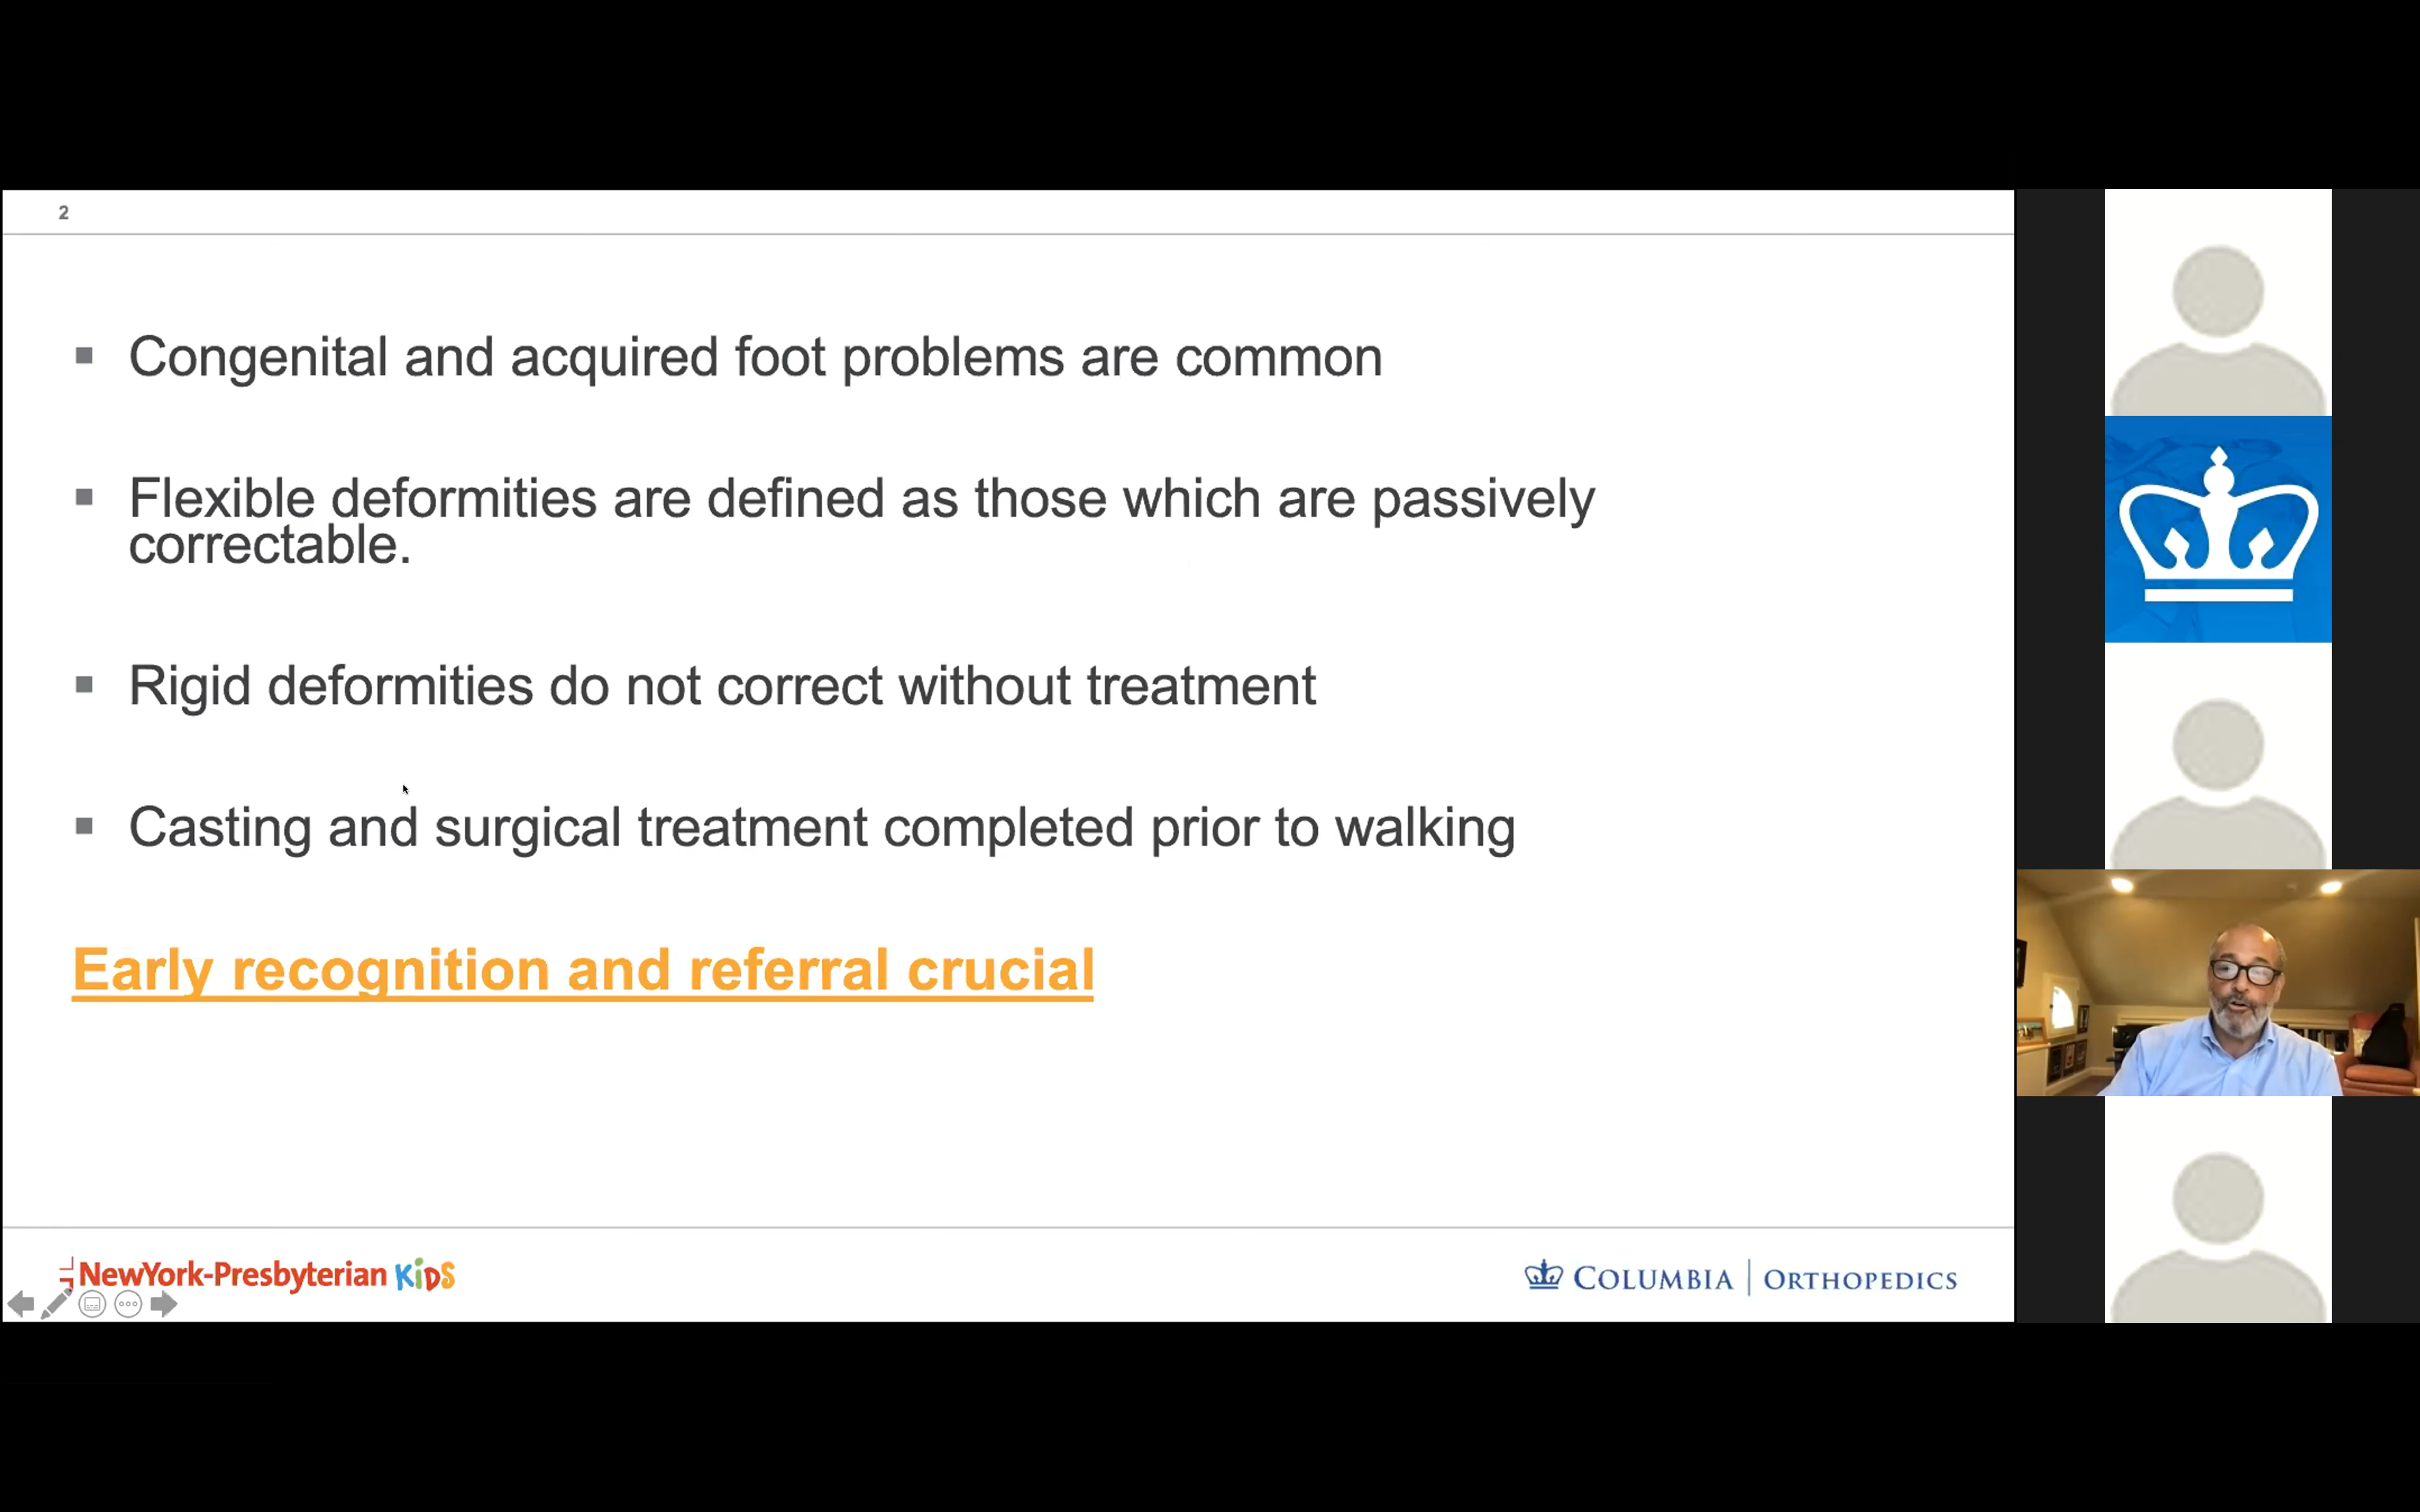 2
Congenital and acquired foot problems are common
Flexible deformities are defined as those which are passively
correctable.
Rigid deformities do not correct without treatment
Casting and surgical treatment completed prior to walking
Early recognition and referral crucial
NewYork-Presbyterian KiDS
COLUMBIA | ORTHOPEDICS